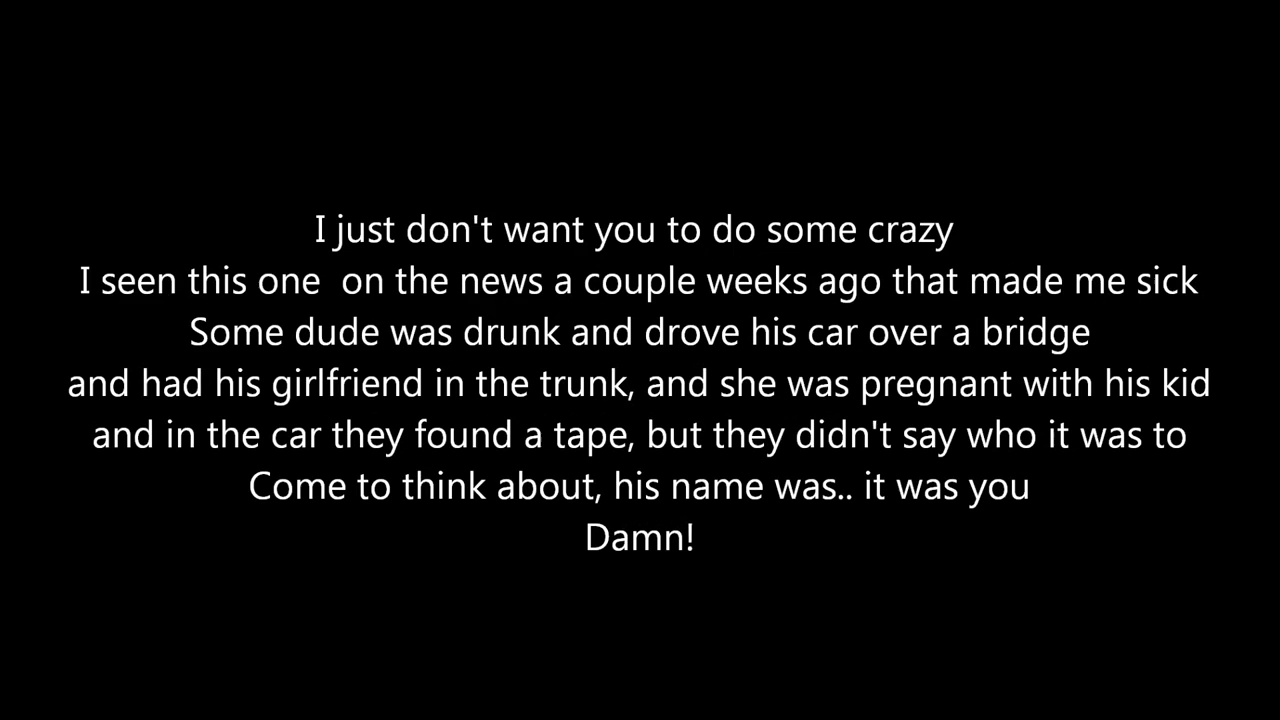 I just don't want you to do some crazy
I seen this one  on the news a couple weeks ago that made me sick
Some dude was drunk and drove his car over a bridge
and had his girlfriend in the trunk, and she was pregnant with his kid
and in the car they found a tape, but they didn't say who it was to
Come to think about, his name was.. it was you
Damn!